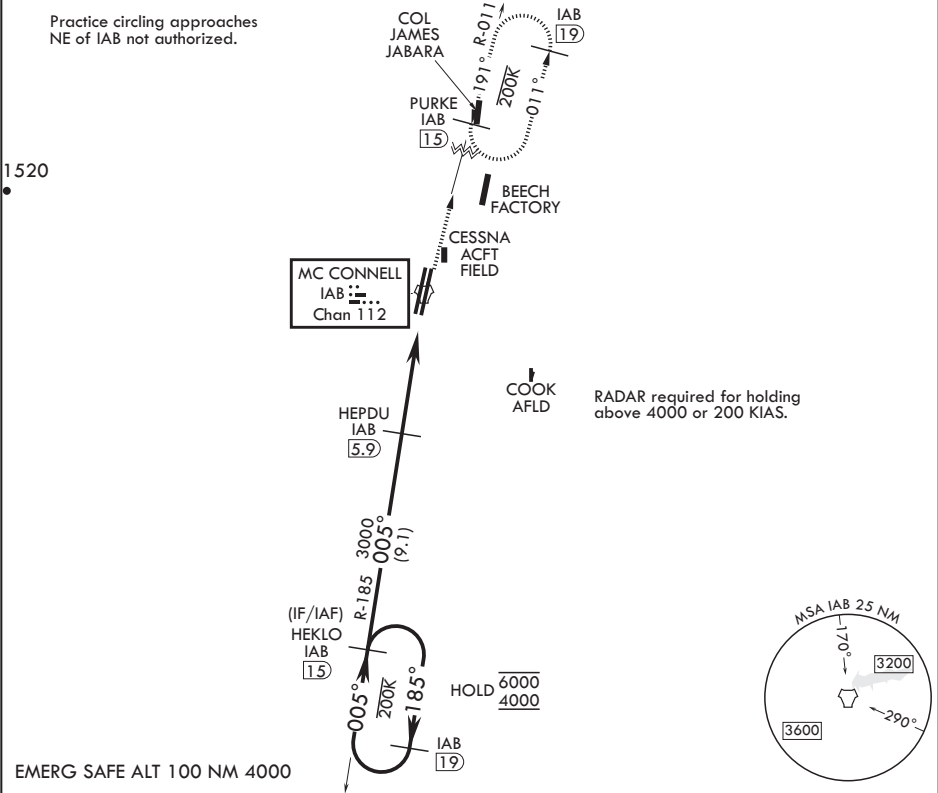 Practice circling approaches
NE of IAB not authorized.
COL
JAMES
JABARA
191° R-011
200K
011°
IAB
19
PURKE
IAB
15
1520
BEECH
FACTORY
CESSNA
ACFT
FIELD
MC CONNELL
IAB
Chan 112
COOK
AFLD
RADAR required for holding
above 4000 or 200 KIAS.
HEPDU
IAB
5.9
3000
005°
(9.1)
R-185
(IF/IAF)
HEKLO
IAB
15
005°
200K
185°
HOLD 6000
4000
IAB
19
MSA IAB 25 NM
170°
3200
290°
3600
EMERG SAFE ALT 100 NM 4000